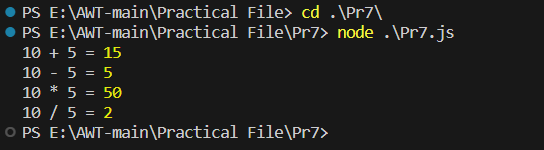 PS E:\AWT-main\Practical File> cd .\Pr7\
PS E:\AWT-main\Practical File\Pr7> node .\Pr7.js
10 + 5 = 15
10 - 5 = 5
10 * 5 = 50
10 / 5 = 2
PS E:\AWT-main\Practical File\Pr7>